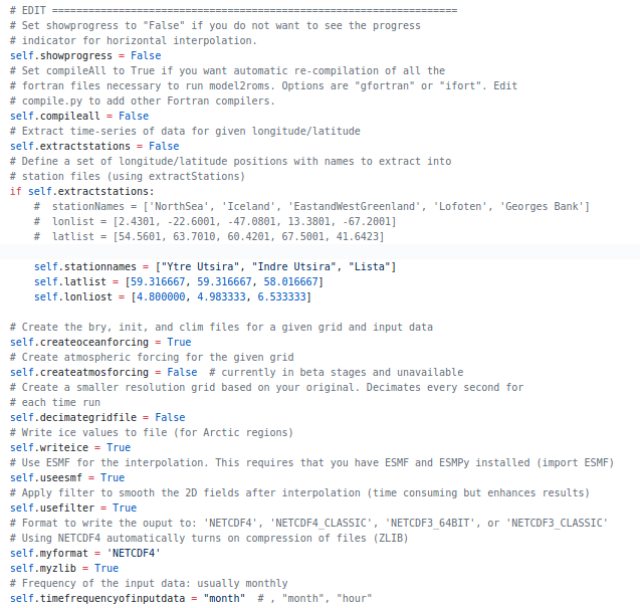 # EDIT ===================================================================
# Set showprogress to "False" if you do not want to see the progress
# indicator for horizontal interpolation.
self.showprogress = False
# Set compileAll to True if you want automatic re-compilation of all the
# fortran files necessary to run model2roms. Options are "gfortran" or "ifort". Edit
# compile.py to add other Fortran compilers.
self.compileall = False
# Extract time-series of data for given longitude/latitude
self.extractstations = False
# Define a set of longitude/latitude positions with names to extract into
# station files (using extractStations)
if self.extractstations:
    #  stationNames = ['NorthSea', 'Iceland', 'EastandWestGreenland', 'Lofoten', 'Georges Bank']
    #  lonlist = [2.4301, -22.6001, -47.0801, 13.3801, -67.2001]
    #  latlist = [54.5601, 63.7010, 60.4201, 67.5001, 41.6423]
    self.stationnames = ["Ytre Utsira", "Indre Utsira", "Lista"]
    self.latlist = [59.316667, 59.316667, 58.016667]
    self.lonliost = [4.800000, 4.983333, 6.533333]
# Create the bry, init, and clim files for a given grid and input data
self.createoceanforcing = True
# Create atmospheric forcing for the given grid
self.createatmosforcing = False  # currently in beta stages and unavailable
# Create a smaller resolution grid based on your original. Decimates every second for
# each time run
self.decimategridfile = False
# Write ice values to file (for Arctic regions)
self.writeice = True
# Use ESMF for the interpolation. This requires that you have ESMF and ESMPy installed (import ESMF)
self.useesmf = True
# Apply filter to smooth the 2D fields after interpolation (time consuming but enhances results)
self.usefilter = True
# Format to write the ouput to: 'NETCDF4', 'NETCDF4_CLASSIC', 'NETCDF3_64BIT', or 'NETCDF3_CLASSIC'
# Using NETCDF4 automatically turns on compression of files (ZLIB)
self.myformat = 'NETCDF4'
self.myzlib = True
# Frequency of the input data: usually monthly
self.timefrequencyofinputdata = "month"  # , "month", "hour"